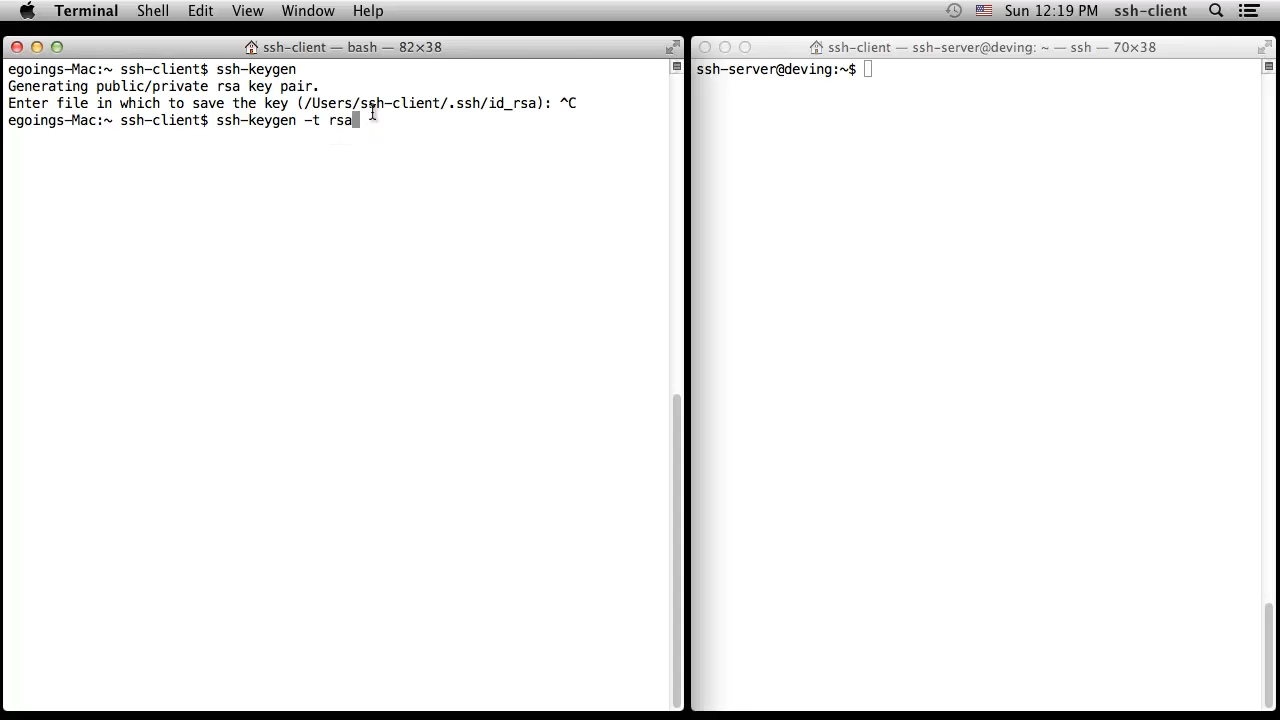 Terminal Shell Edit View Window Help Sun 12:19 PM ssh-client
ssh-client — bash — 82×38
egoings-Mac:~ ssh-client$ ssh-keygen
Generating public/private rsa key pair.
Enter file in which to save the key (/Users/ssh-client/.ssh/id_rsa): ^C
egoings-Mac:~ ssh-client$ ssh-keygen -t rsa
ssh-client — ssh-server@deving: ~ — ssh — 70×38
ssh-server@deving:~$